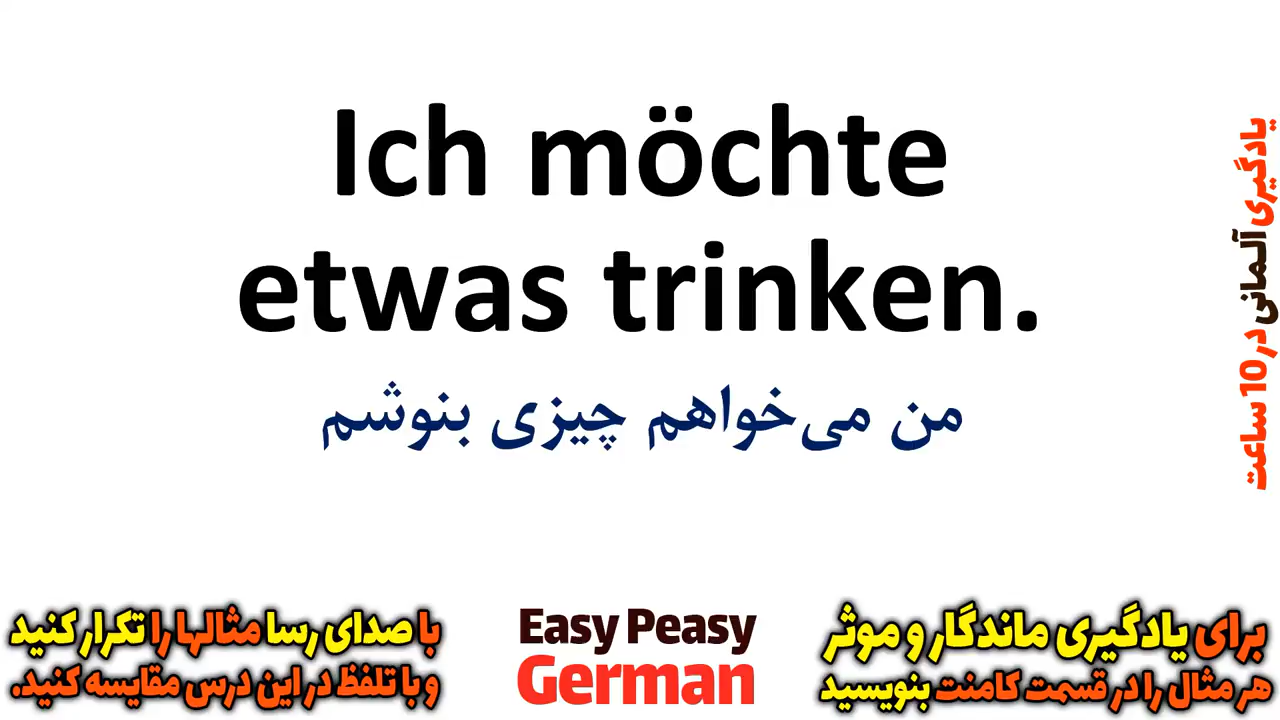 Ich möchte
etwas trinken.
من می‌خواهم چیزی بنوشم
یادگیری آلمانی در 10 ساعت
برای یادگیری ماندگار و موثر
هر مثال را در قسمت کامنت بنویسید
Easy Peasy
German
با صدای رسا مثالها را تکرار کنید
و با تلفظ در این درس مقایسه کنید.